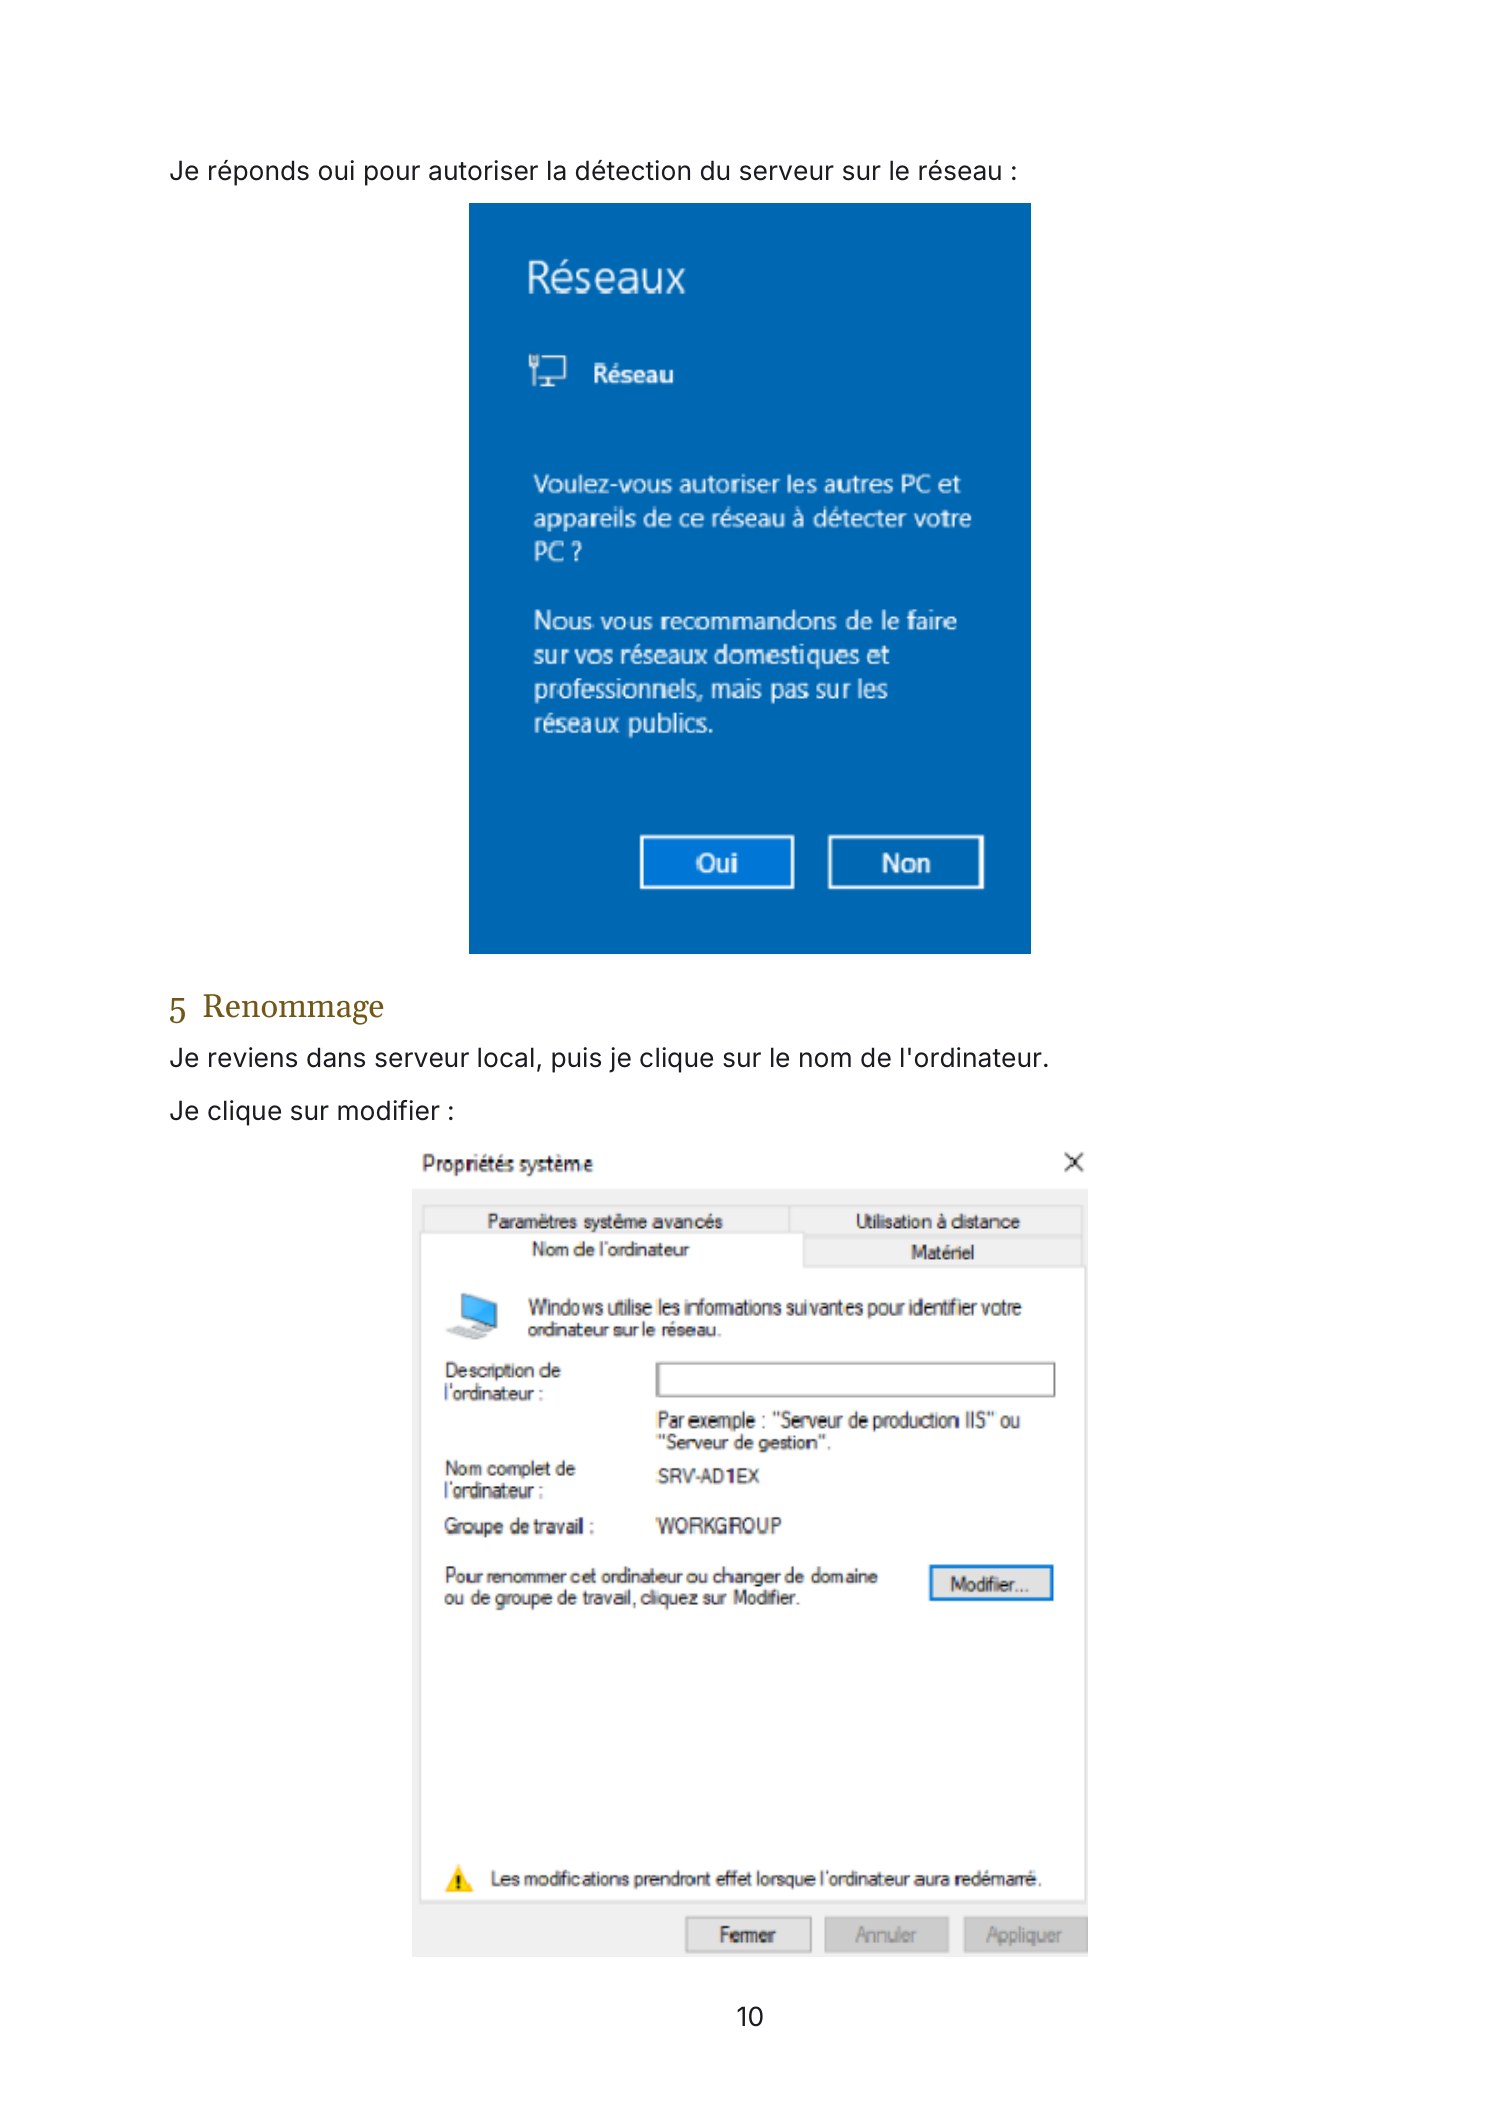 Je réponds oui pour autoriser la détection du serveur sur le réseau :
Réseaux
Réseau
Voulez-vous autoriser les autres PC et
appareils de ce réseau à détecter votre
PC ?
Nous vous recommandons de le faire
sur vos réseaux domestiques et
professionnels, mais pas sur les
réseaux publics.
Oui
Non
5 Renommage
Je reviens dans serveur local, puis je clique sur le nom de l'ordinateur.
Je clique sur modifier :
Propriétés système
Paramètres système avancés
Utilisation à distance
Nom de l'ordinateur
Matériel
Windows utilise les informations suivantes pour identifier votre
ordinateur sur le réseau.
Description de
l'ordinateur :
Par exemple : "Serveur de production IIS" ou
"Serveur de gestion".
Nom complet de
l'ordinateur :
SRV-AD1EX
Groupe de travail :
WORKGROUP
Pour renommer cet ordinateur ou changer de domaine
ou de groupe de travail, cliquez sur Modifier.
Modifier...
Les modifications prendront effet lorsque l'ordinateur aura redémarré.
Fermer
Annuler
Appliquer
10